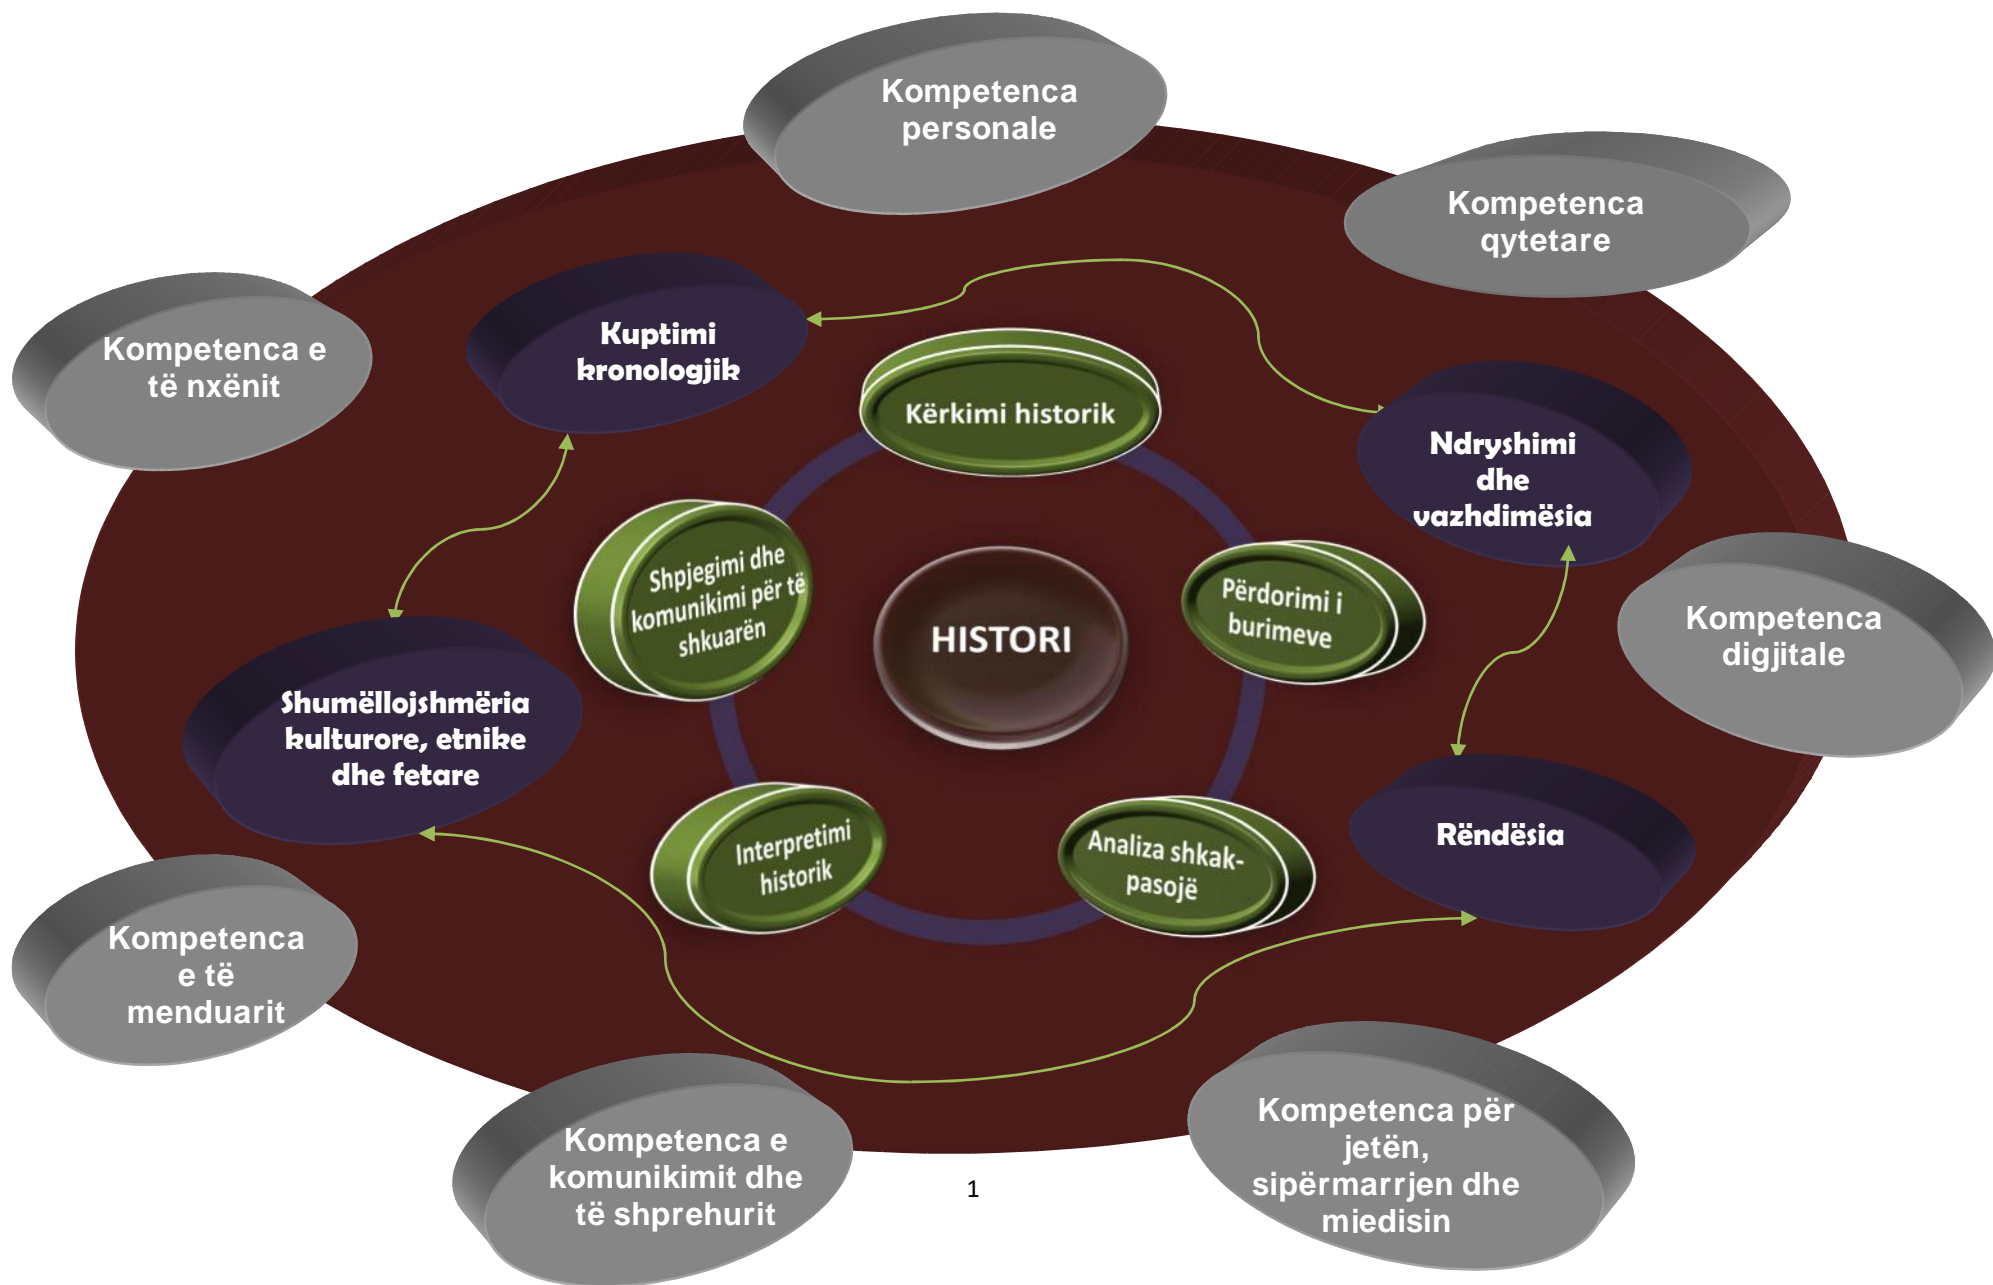 Kompetenca
personale
Kompetenca
qytetare
Kompetenca e
të nxënit
Kuptimi
kronologjik
Kërkimi historik
Ndryshimi
dhe
vazhdimësia
Shpjegimi dhe
komunikimi për të
shkuarën
HISTORI
Përdorimi i
burimeve
Kompetenca
digjitale
Shumëllojshmëria
kulturore, etnike
dhe fetare
Interpretimi
historik
Analiza shkak-
pasojë
Rëndësia
Kompetenca
e të
menduarit
Kompetenca e
komunikimit dhe
të shprehurit
Kompetenca për
jetën,
sipërmarrjen dhe
mjedisin
1